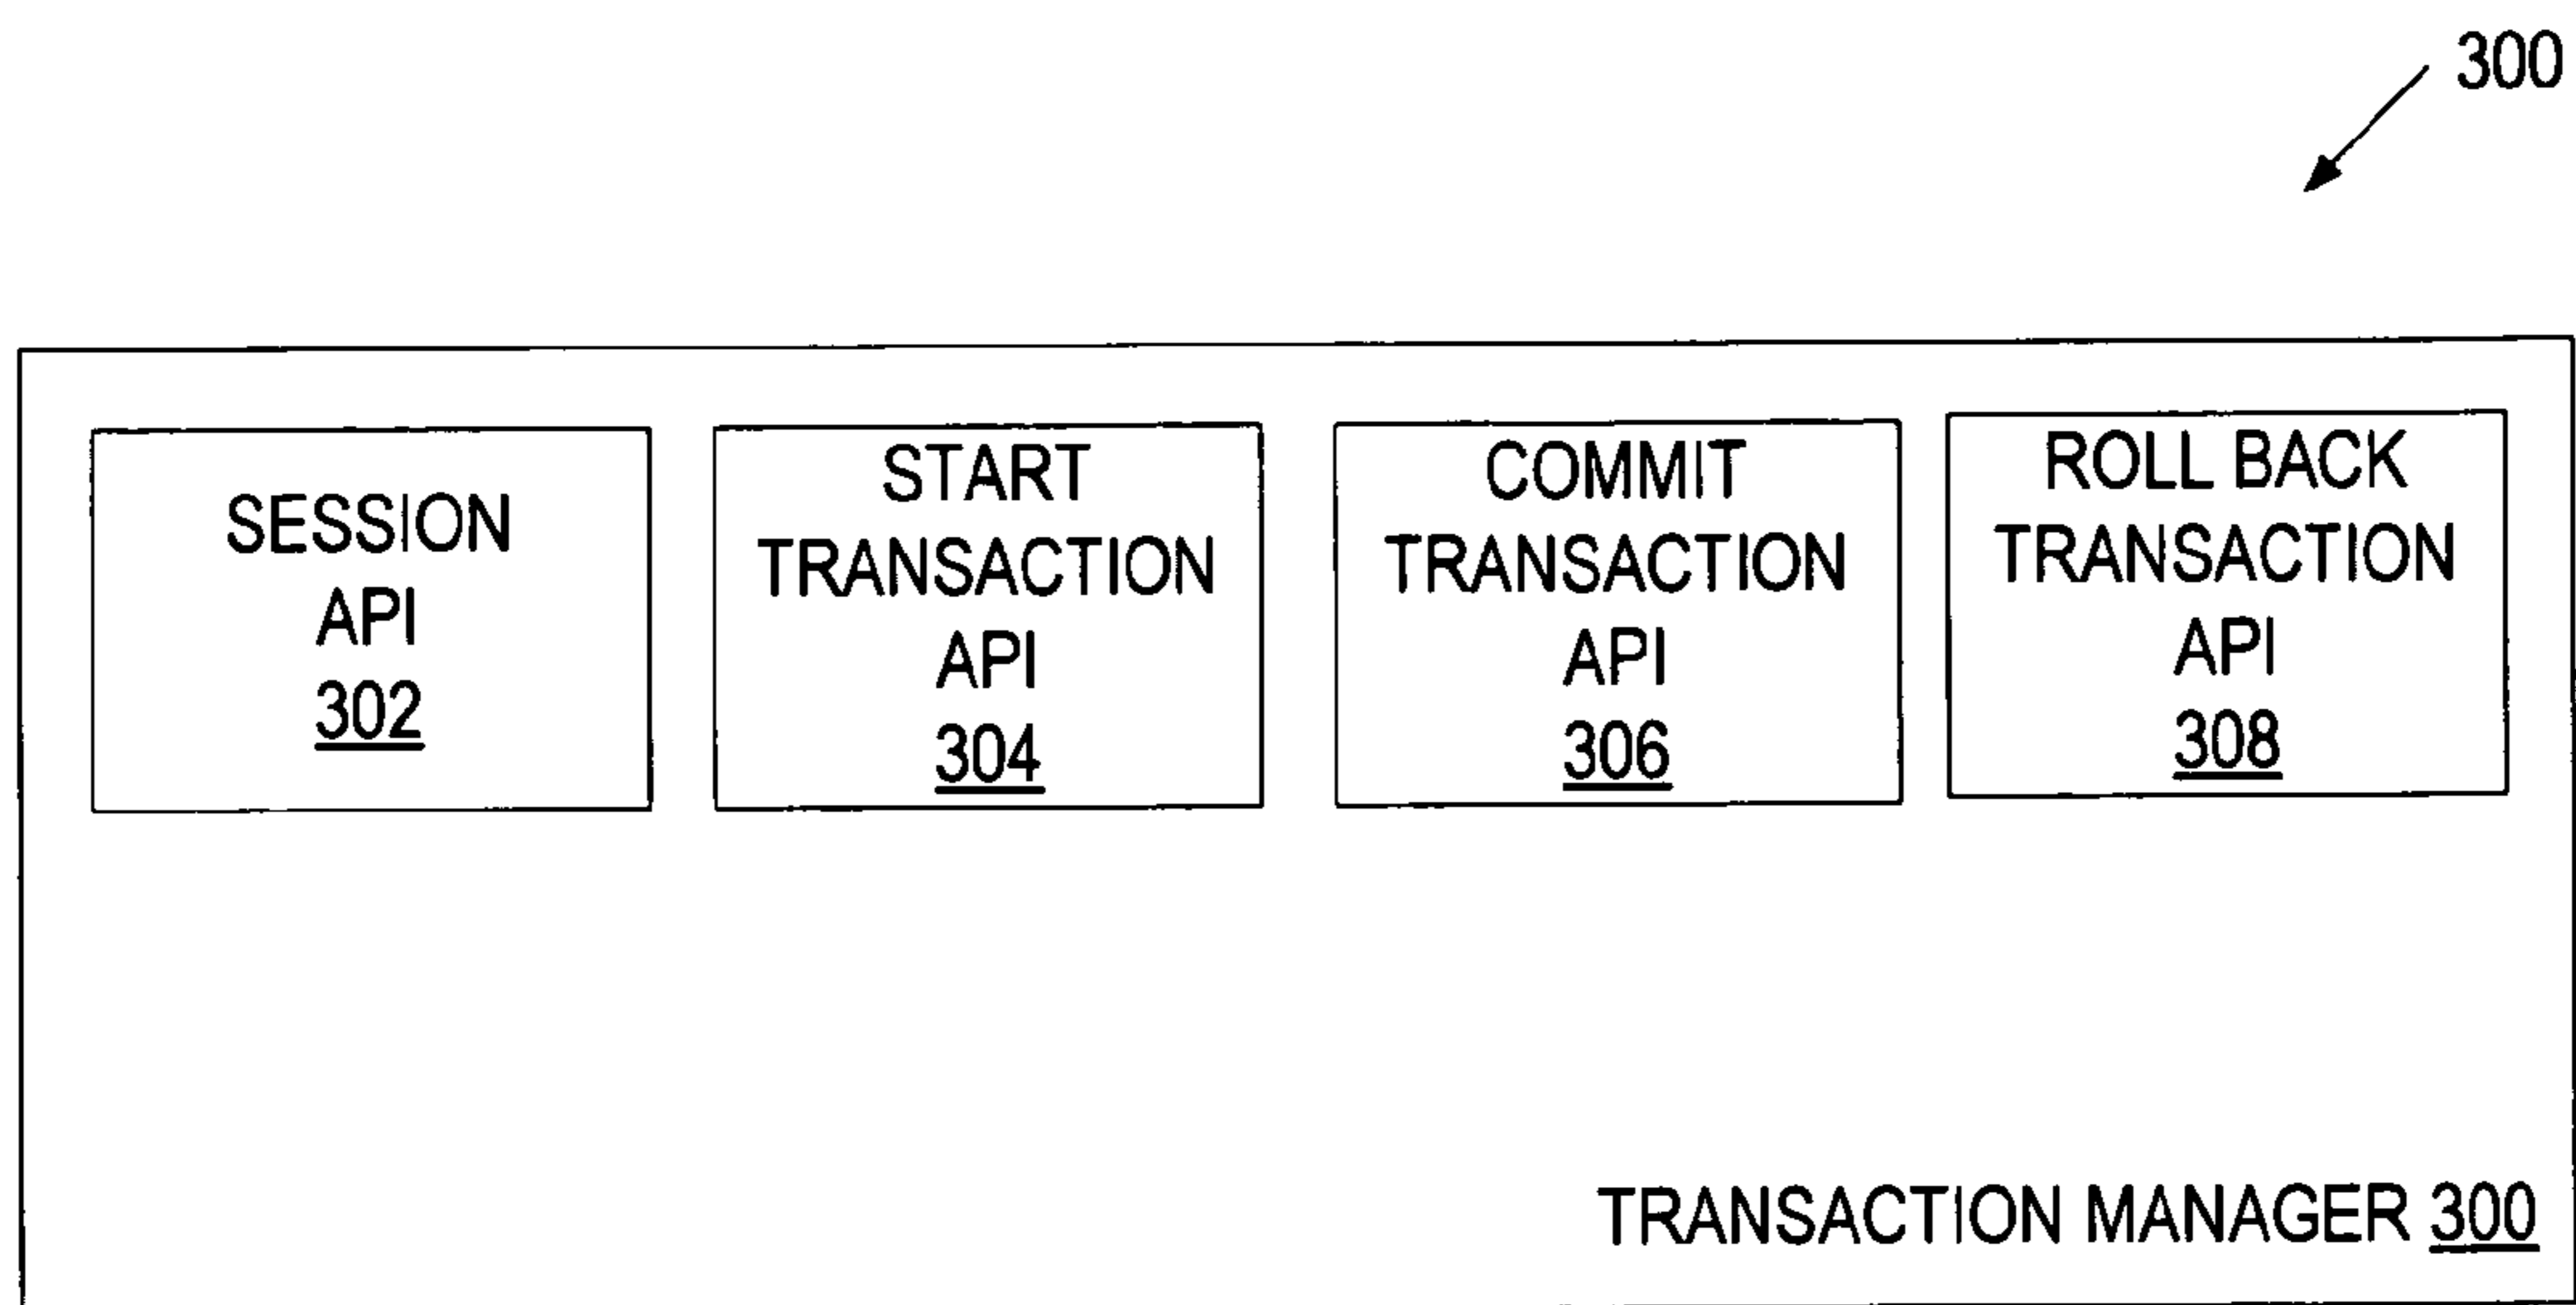 300
SESSION
API
302
START
TRANSACTION
API
304
COMMIT
TRANSACTION
API
306
ROLL BACK
TRANSACTION
API
308
TRANSACTION MANAGER 300